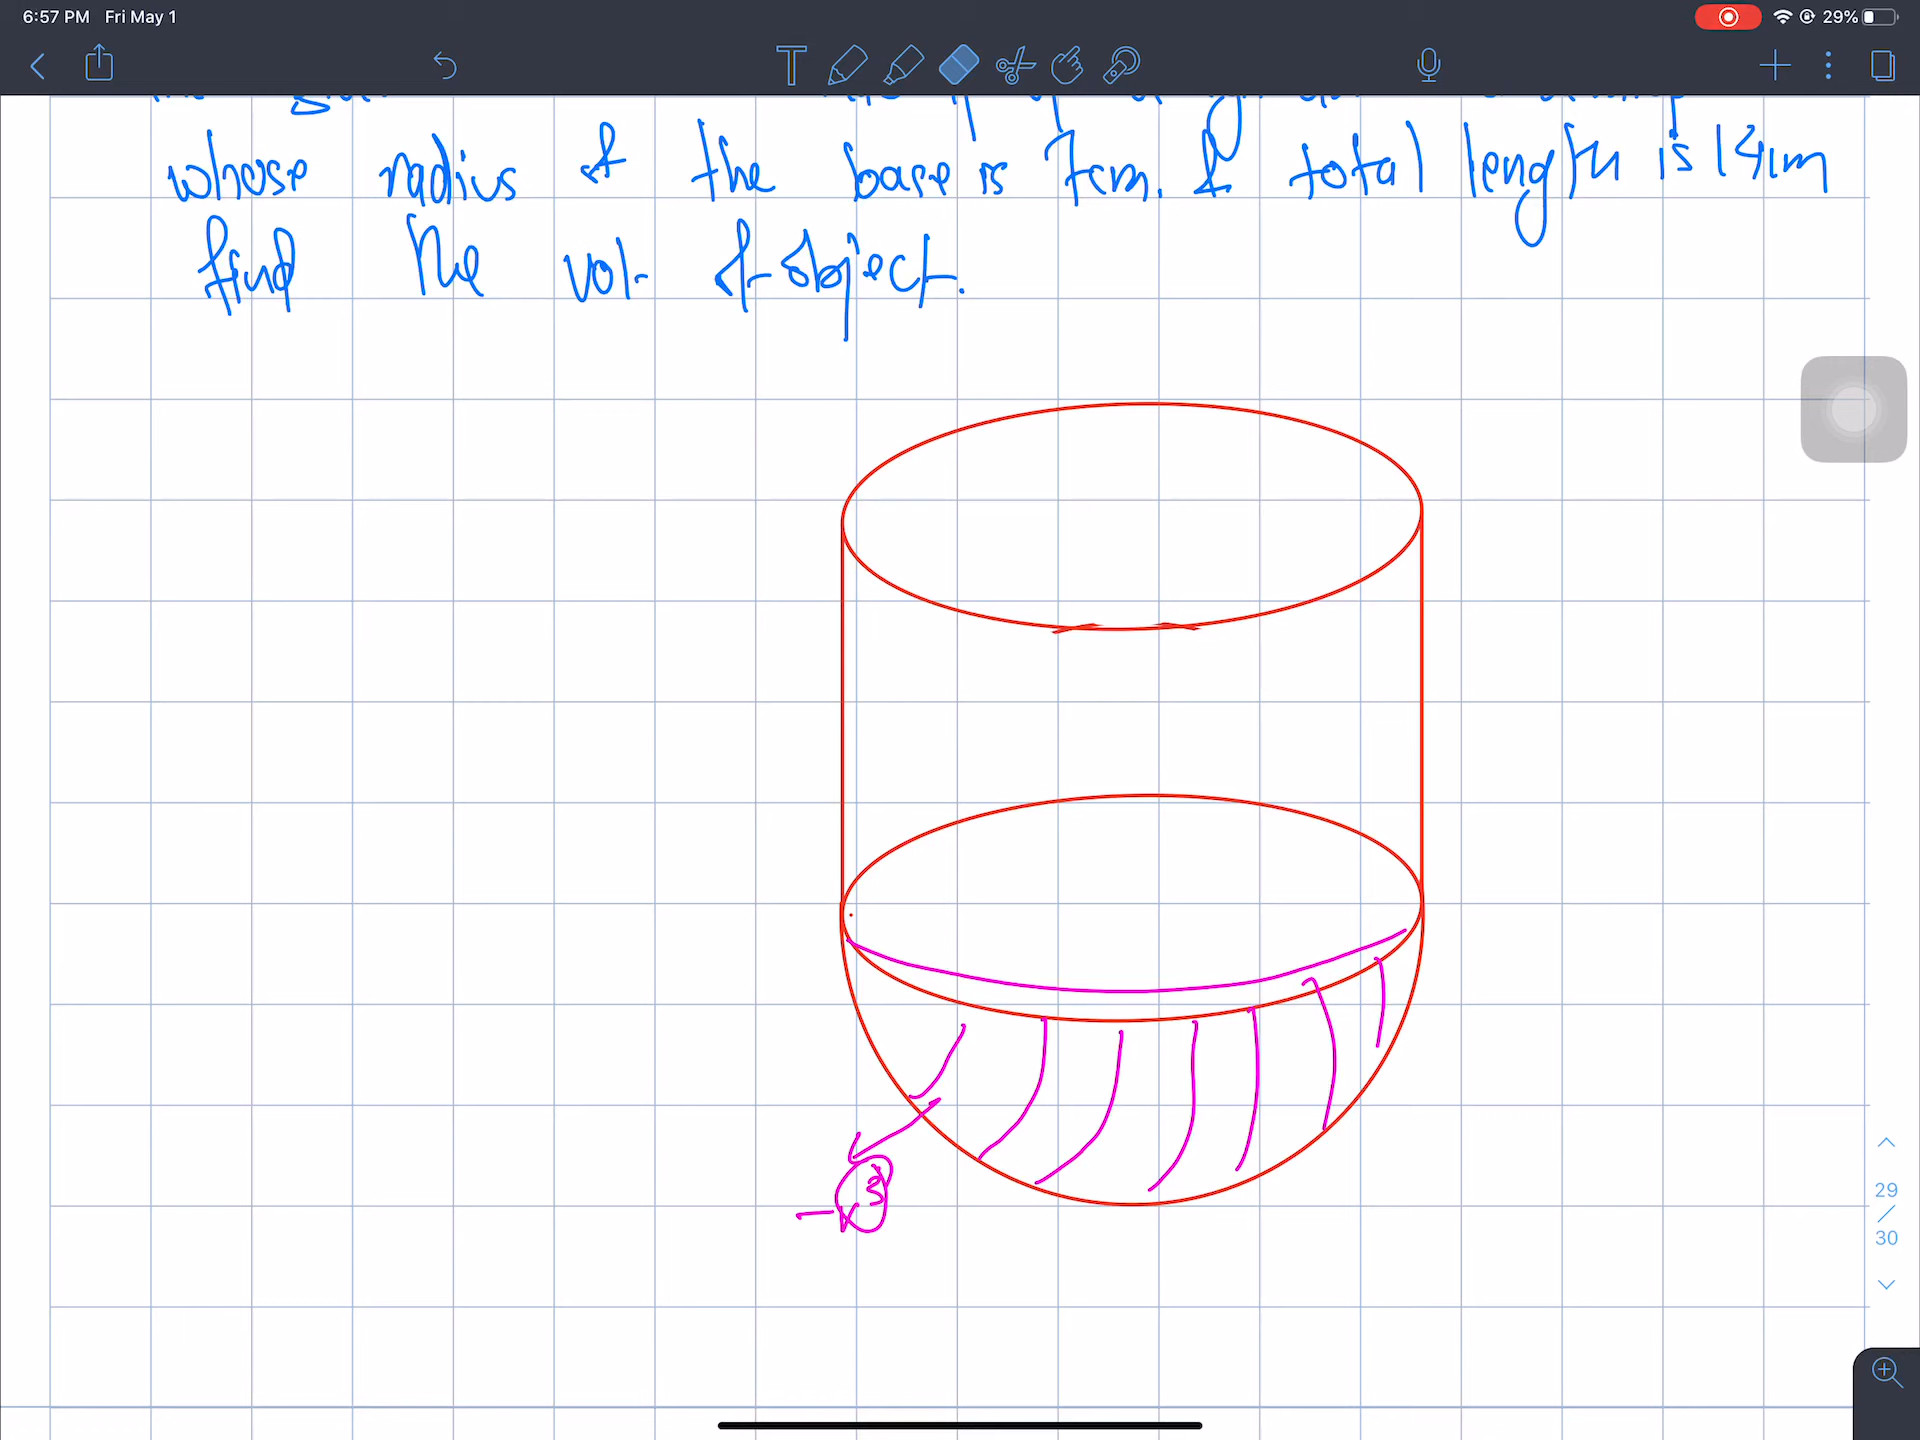 6:57 PM Fri May 1
29%
whose radius of the base is 7cm. & total length is 14cm
find the vol. of object.
29
/
30